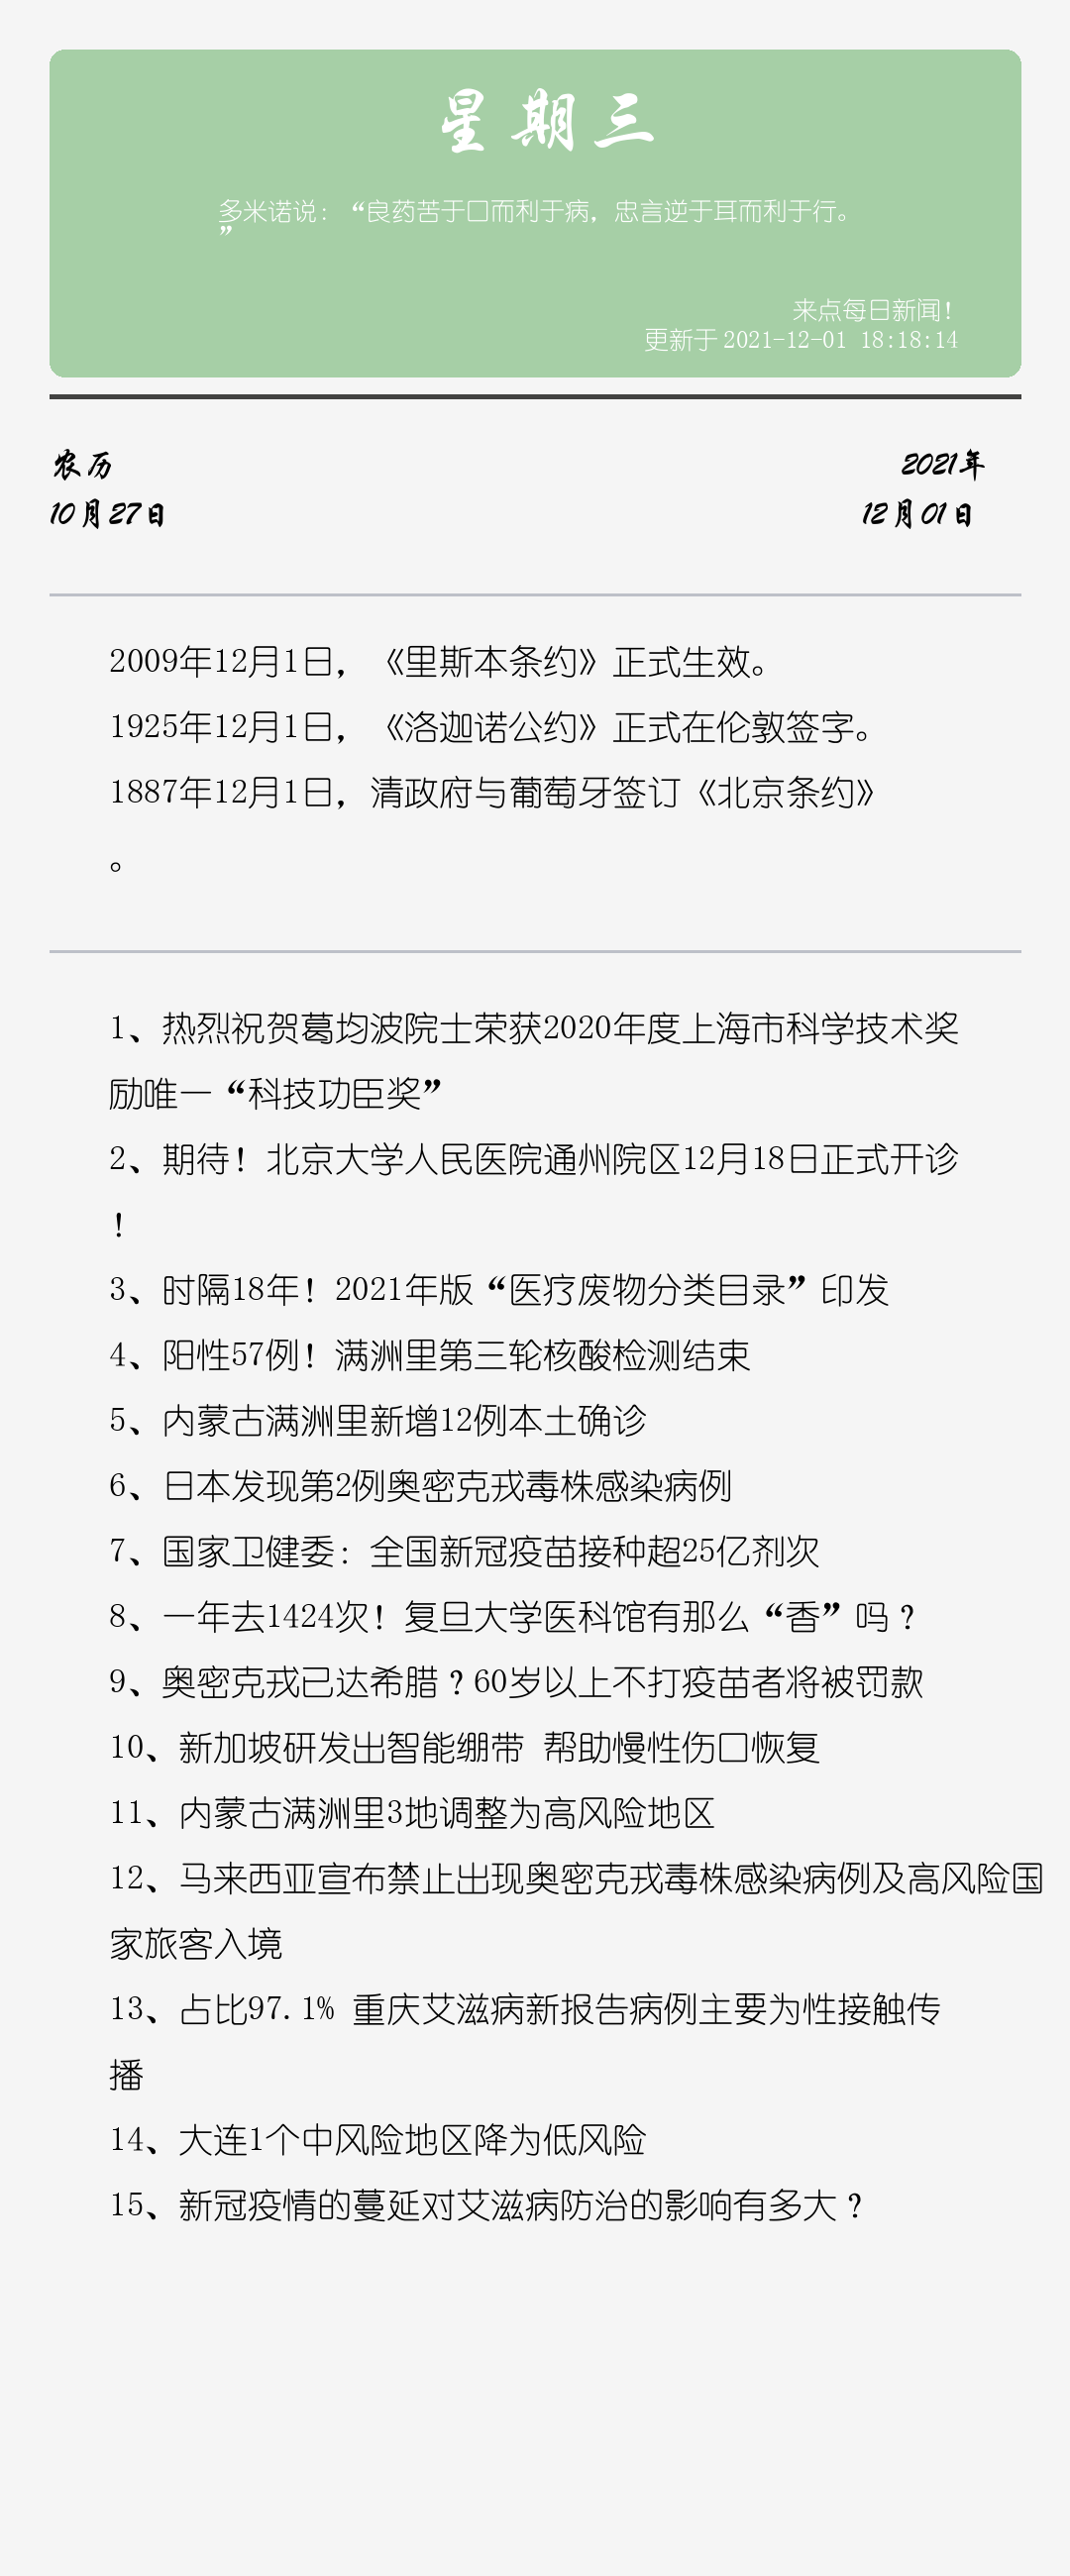 星期三
多米诺说：“良药苦于口而利于病，忠言逆于耳而利于行。
”
来点每日新闻！
更新于 2021-12-01 18:18:14
农历
2021年
10月27日
12月01日
2009年12月1日，《里斯本条约》正式生效。
1925年12月1日，《洛迦诺公约》正式在伦敦签字。
1887年12月1日，清政府与葡萄牙签订《北京条约》
。
1、热烈祝贺葛均波院士荣获2020年度上海市科学技术奖
励唯一“科技功臣奖”
2、期待！北京大学人民医院通州院区12月18日正式开诊
！
3、时隔18年！2021年版“医疗废物分类目录”印发
4、阳性57例！满洲里第三轮核酸检测结束
5、内蒙古满洲里新增12例本土确诊
6、日本发现第2例奥密克戎毒株感染病例
7、国家卫健委：全国新冠疫苗接种超25亿剂次
8、一年去1424次！复旦大学医科馆有那么“香”吗？
9、奥密克戎已达希腊？60岁以上不打疫苗者将被罚款
10、新加坡研发出智能绷带 帮助慢性伤口恢复
11、内蒙古满洲里3地调整为高风险地区
12、马来西亚宣布禁止出现奥密克戎毒株感染病例及高风险国
家旅客入境
13、占比97.1% 重庆艾滋病新报告病例主要为性接触传
播
14、大连1个中风险地区降为低风险
15、新冠疫情的蔓延对艾滋病防治的影响有多大？